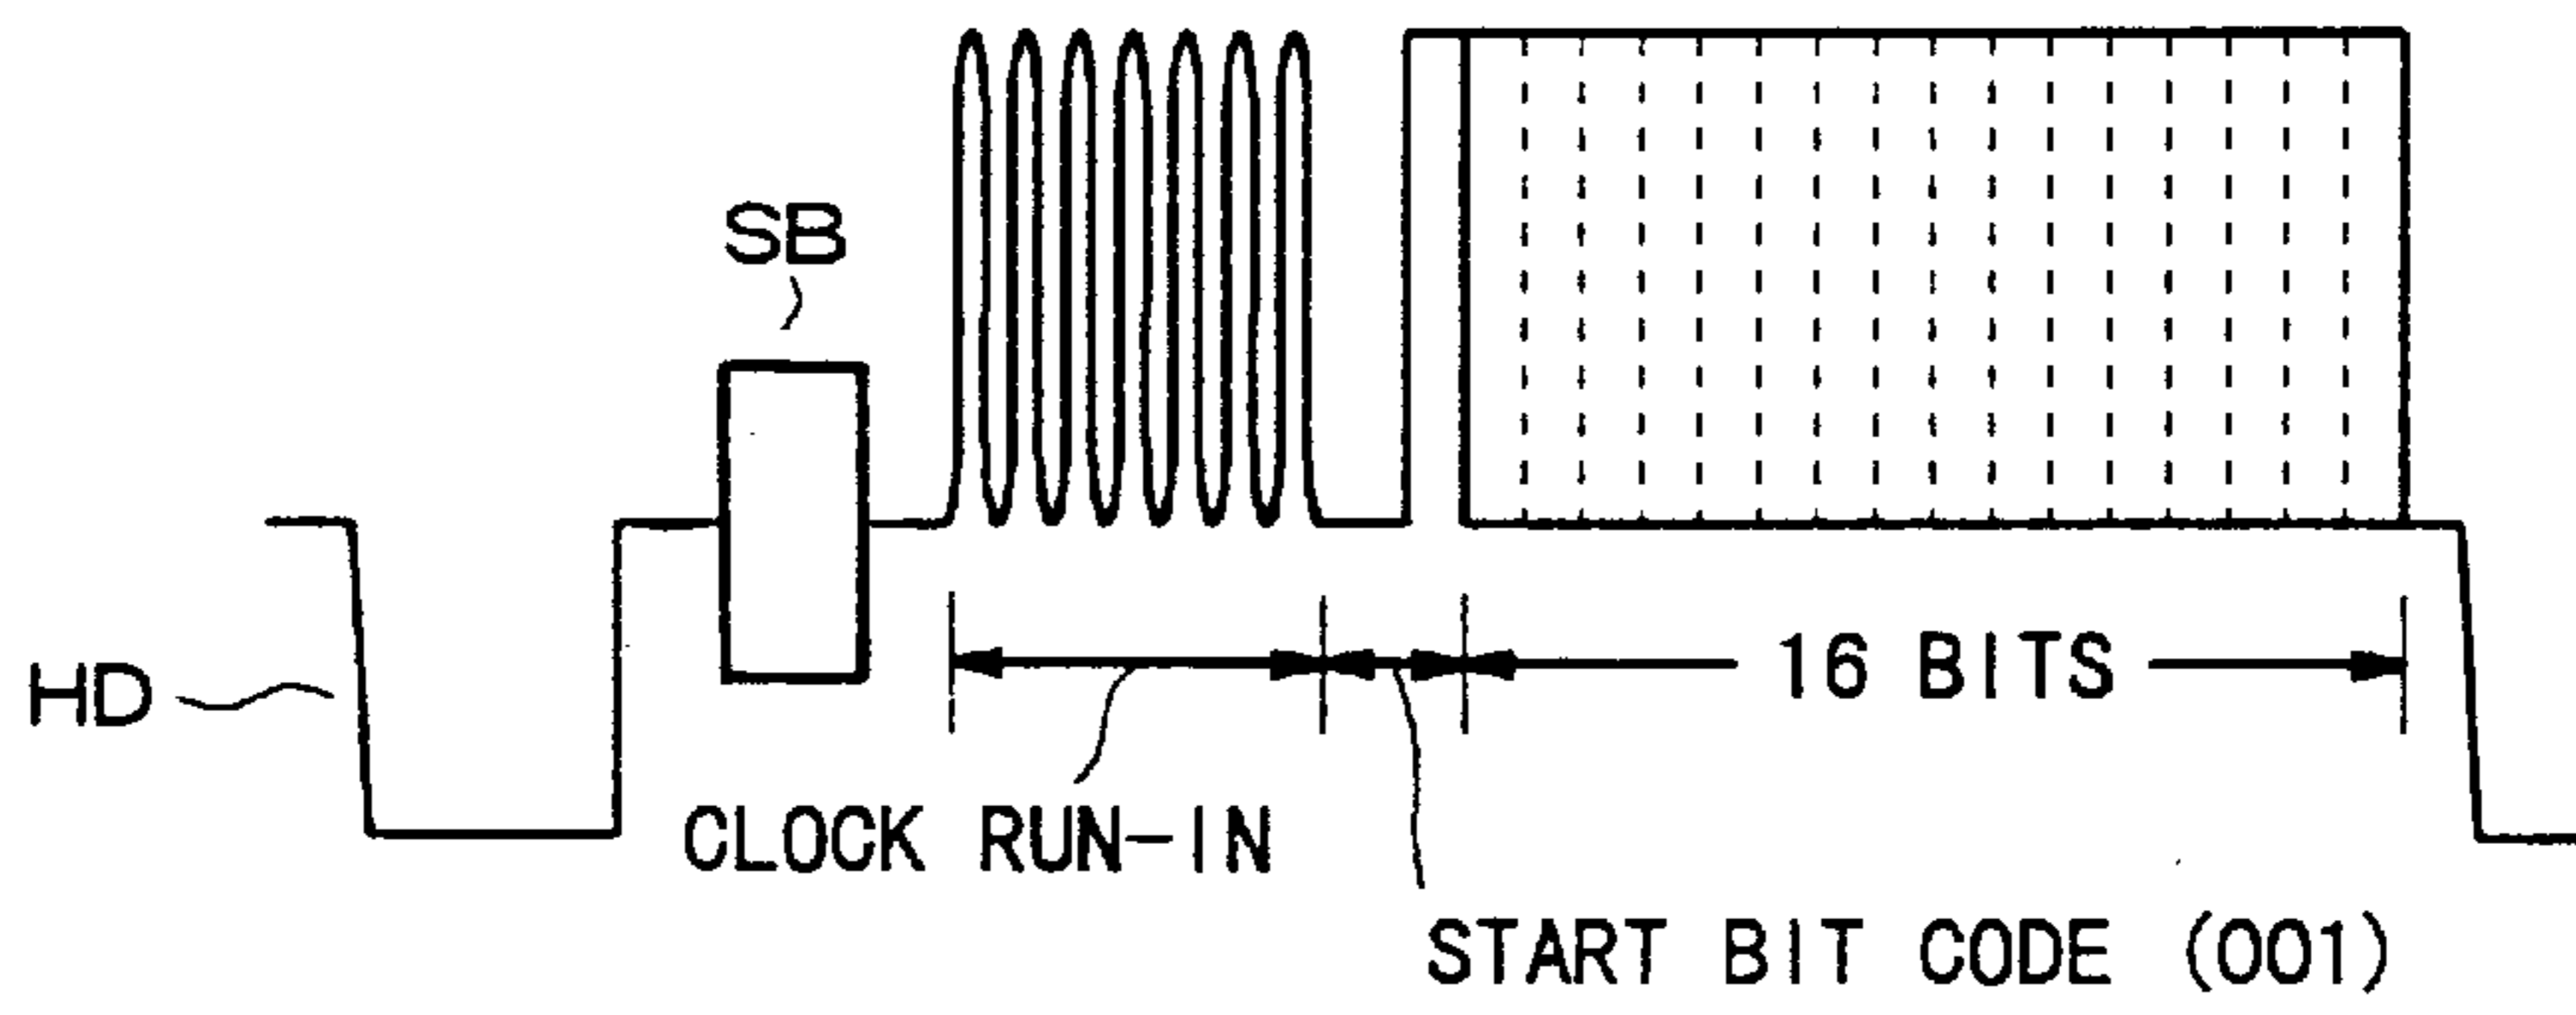 SB
HD
16 BITS
CLOCK RUN-IN
START BIT CODE (001)